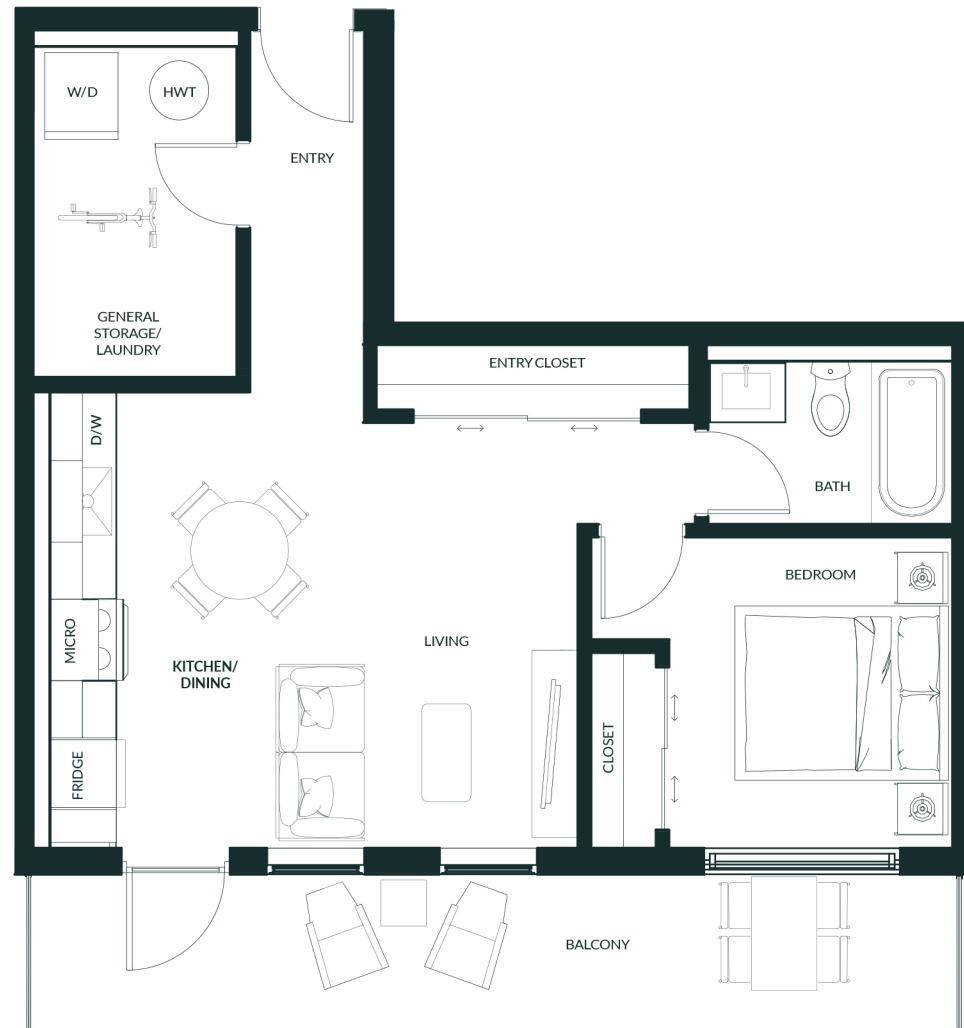 W/D
HWT
ENTRY
GENERAL
STORAGE/
LAUNDRY
ENTRY CLOSET
D/W
BATH
BEDROOM
MICRO
LIVING
KITCHEN/
DINING
CLOSET
FRIDGE
BALCONY